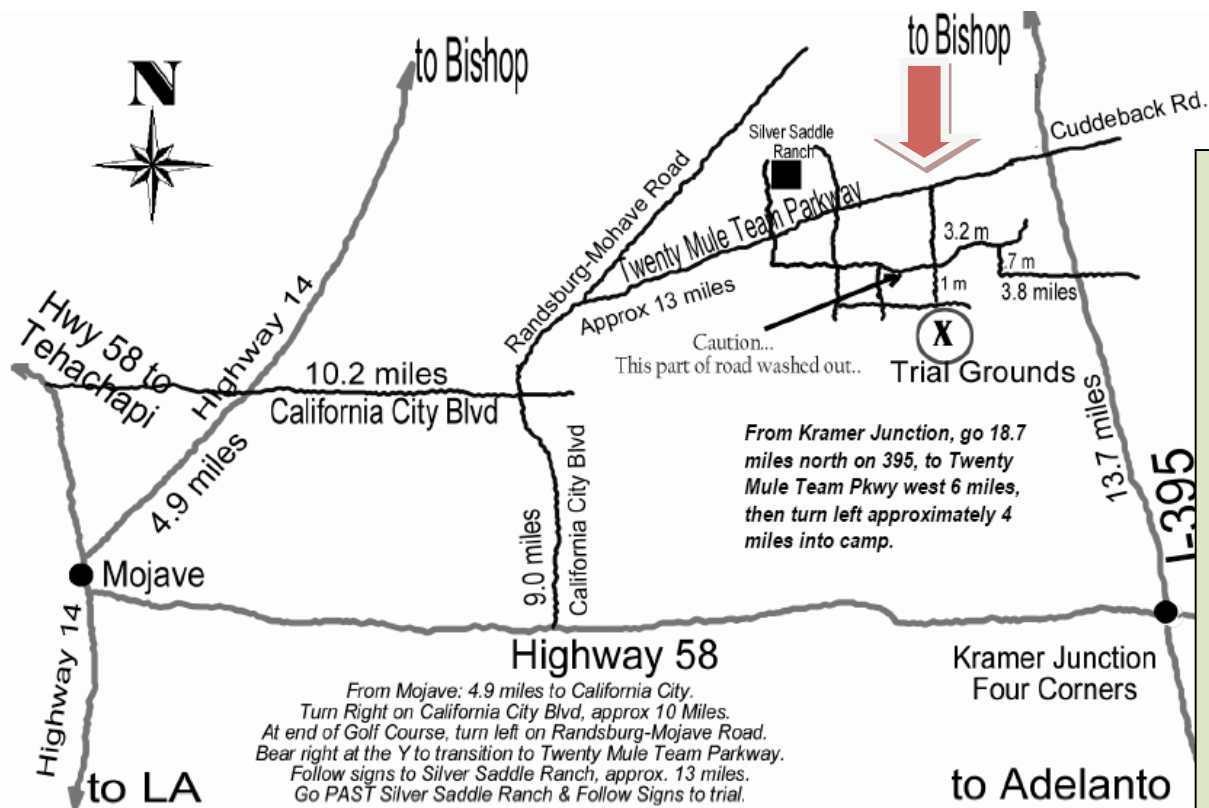 N
to Bishop
to Bishop
Cuddeback Rd.
Silver Saddle
Ranch
Randsburg-Mohave Road
Twenty Mule Team Parkway
3.2 m
.7 m
1 m
3.8 miles
Approx 13 miles
Highway 14
Hwy 58 to
Tehachapi
10.2 miles
California City Blvd
Caution...
This part of road washed out..
X
Trial Grounds
4.9 miles
From Kramer Junction, go 18.7
miles north on 395, to Twenty
Mule Team Pkwy west 6 miles,
then turn left approximately 4
miles into camp.
13.7 miles
I-395
9.0 miles
California City Blvd
Mojave
Highway 14
Highway 58
Kramer Junction
Four Corners
From Mojave: 4.9 miles to California City.
Turn Right on California City Blvd, approx 10 Miles.
At end of Golf Course, turn left on Randsburg-Mojave Road.
Bear right at the Y to transition to Twenty Mule Team Parkway.
Follow signs to Silver Saddle Ranch, approx. 13 miles.
Go PAST Silver Saddle Ranch & Follow Signs to trial.
to LA
to Adelanto